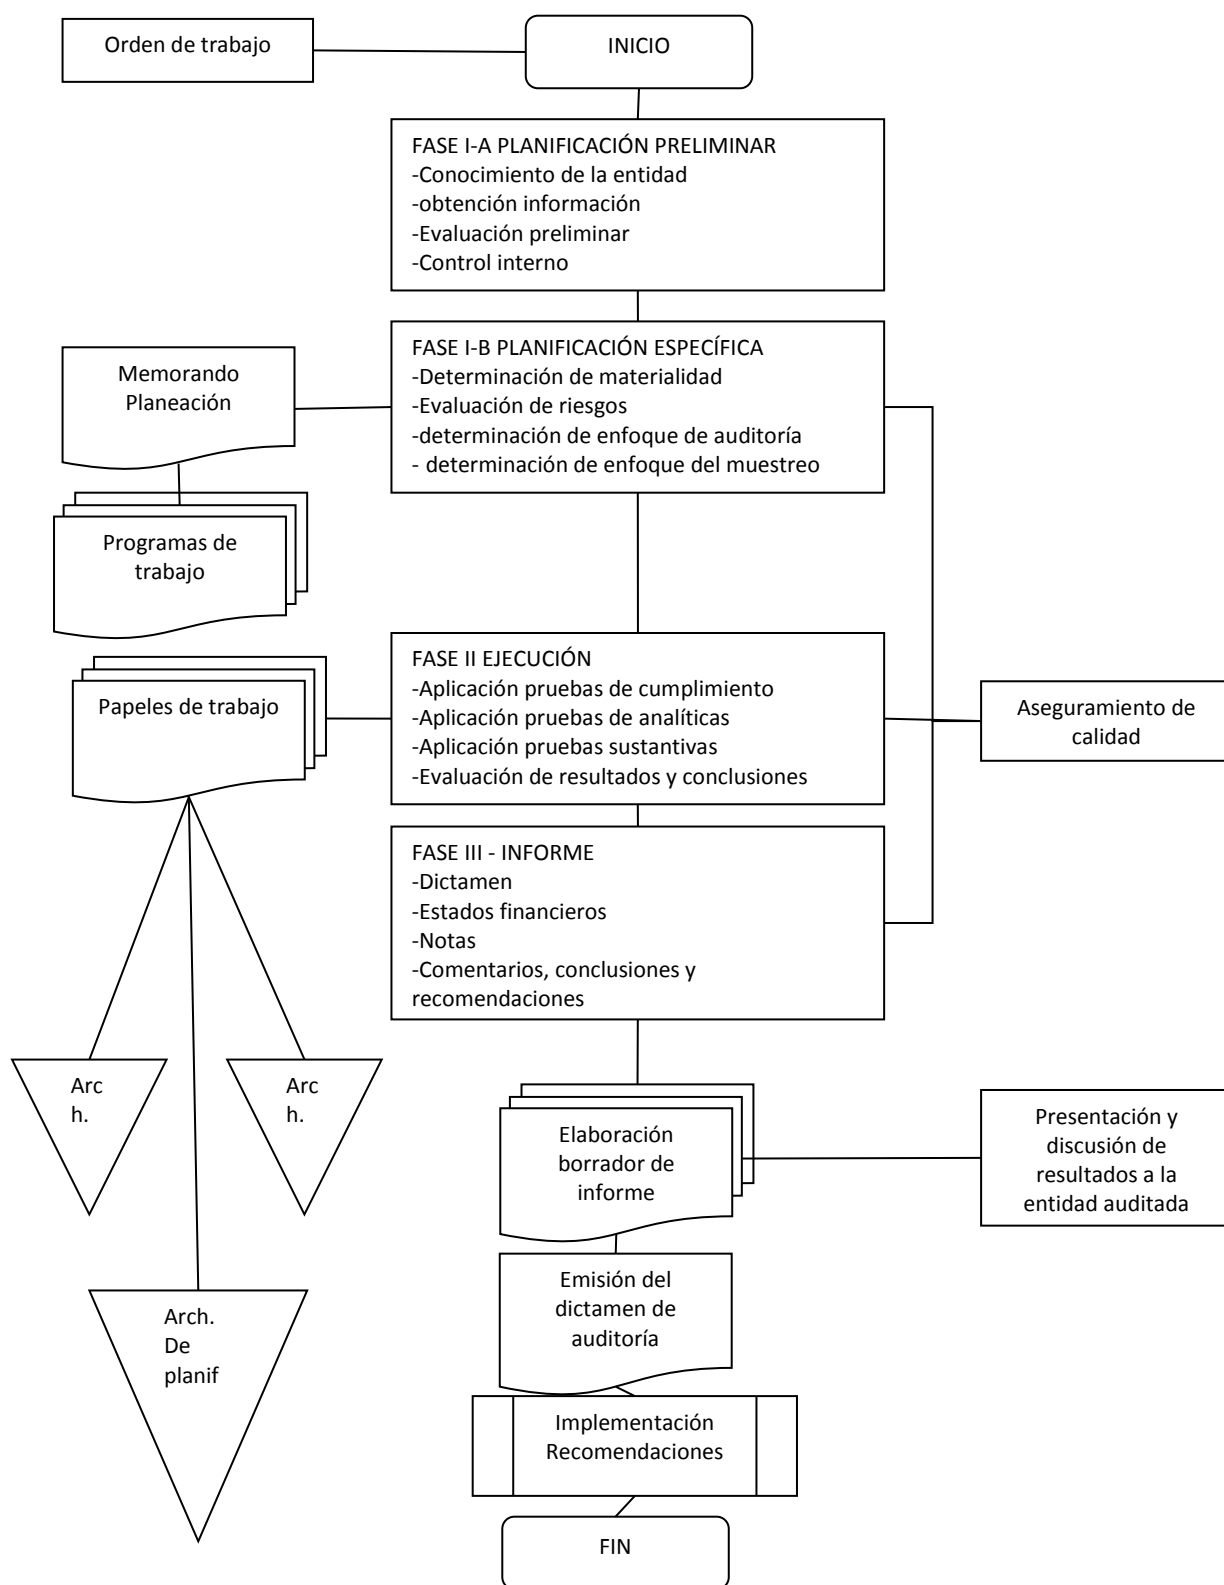 Orden de trabajo
INICIO
FASE I-A PLANIFICACIÓN PRELIMINAR
-Conocimiento de la entidad
-obtención información
-Evaluación preliminar
-Control interno
FASE I-B PLANIFICACIÓN ESPECÍFICA
-Determinación de materialidad
-Evaluación de riesgos
-determinación de enfoque de auditoría
- determinación de enfoque del muestreo
Memorando
Planeación
Programas de
trabajo
FASE II EJECUCIÓN
-Aplicación pruebas de cumplimiento
-Aplicación pruebas de analíticas
-Aplicación pruebas sustantivas
-Evaluación de resultados y conclusiones
Papeles de trabajo
Aseguramiento de
calidad
FASE III - INFORME
-Dictamen
-Estados financieros
-Notas
-Comentarios, conclusiones y
recomendaciones
Arc
h.
Arc
h.
Arch.
De
planif
Elaboración
borrador de
informe
Presentación y
discusión de
resultados a la
entidad auditada
Emisión del
dictamen de
auditoría
Implementación
Recomendaciones
FIN